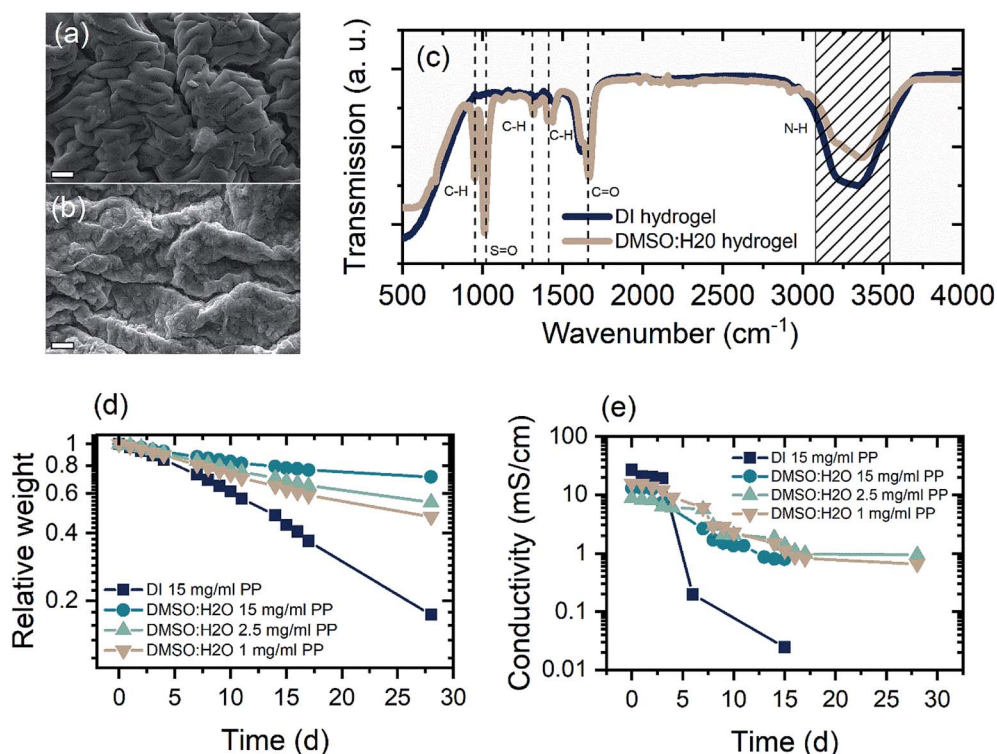 (a)
(b)
(c)
Transmission (a. u.)
C-H
S=O
C-H
C-H
C=O
N-H
DI hydrogel
DMSO:H20 hydrogel
500 1000 1500 2000 2500 3000 3500 4000
Wavenumber (cm⁻¹)
(d)
Relative weight
1
0.8
0.6
0.4
0.2
DI 15 mg/ml PP
DMSO:H2O 15 mg/ml PP
DMSO:H2O 2.5 mg/ml PP
DMSO:H2O 1 mg/ml PP
0 5 10 15 20 25 30
Time (d)
(e)
Conductivity (mS/cm)
100
10
1
0.1
0.01
DI 15 mg/ml PP
DMSO:H2O 15 mg/ml PP
DMSO:H2O 2.5 mg/ml PP
DMSO:H2O 1 mg/ml PP
0 5 10 15 20 25 30
Time (d)